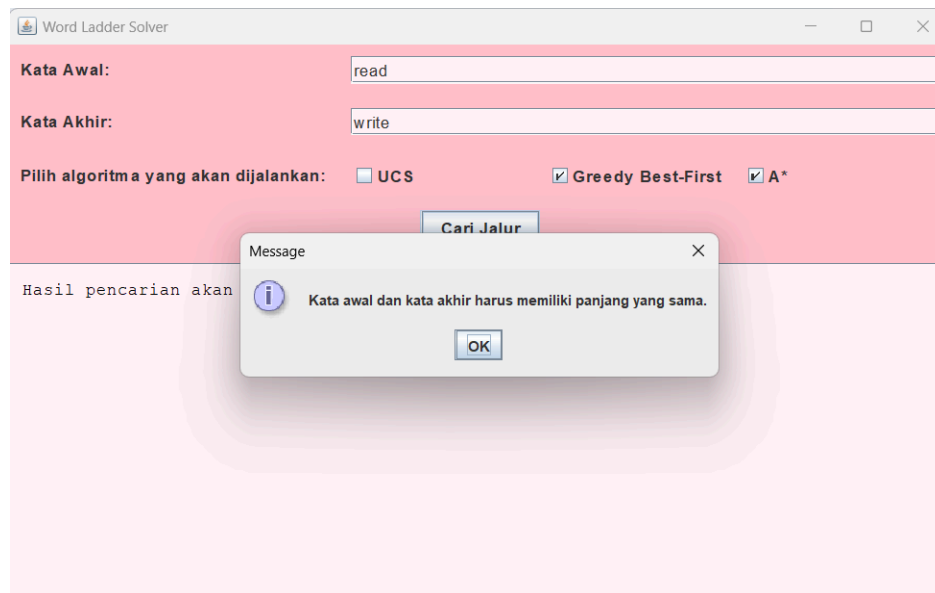 Word Ladder Solver
Kata Awal: read
Kata Akhir: write
Pilih algoritma yang akan dijalankan: UCS Greedy Best-First A*
Cari Jalur
Message
Hasil pencarian akan
Kata awal dan kata akhir harus memiliki panjang yang sama.
OK